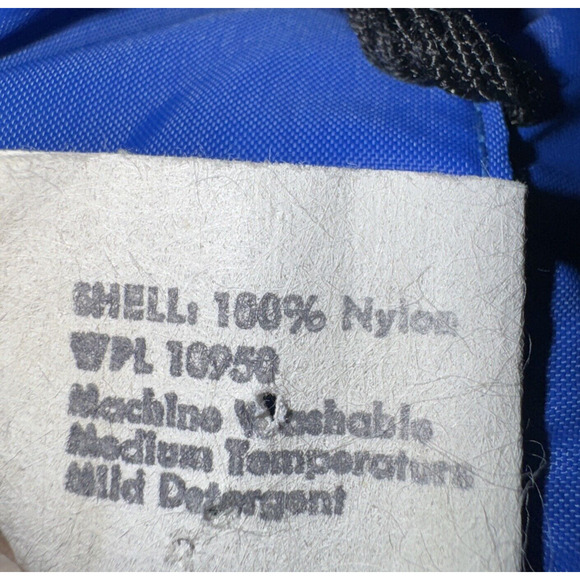 SHELL: 100% Nylon
WPL 10950
Machine Washable
Medium Temperature
Mild Detergent